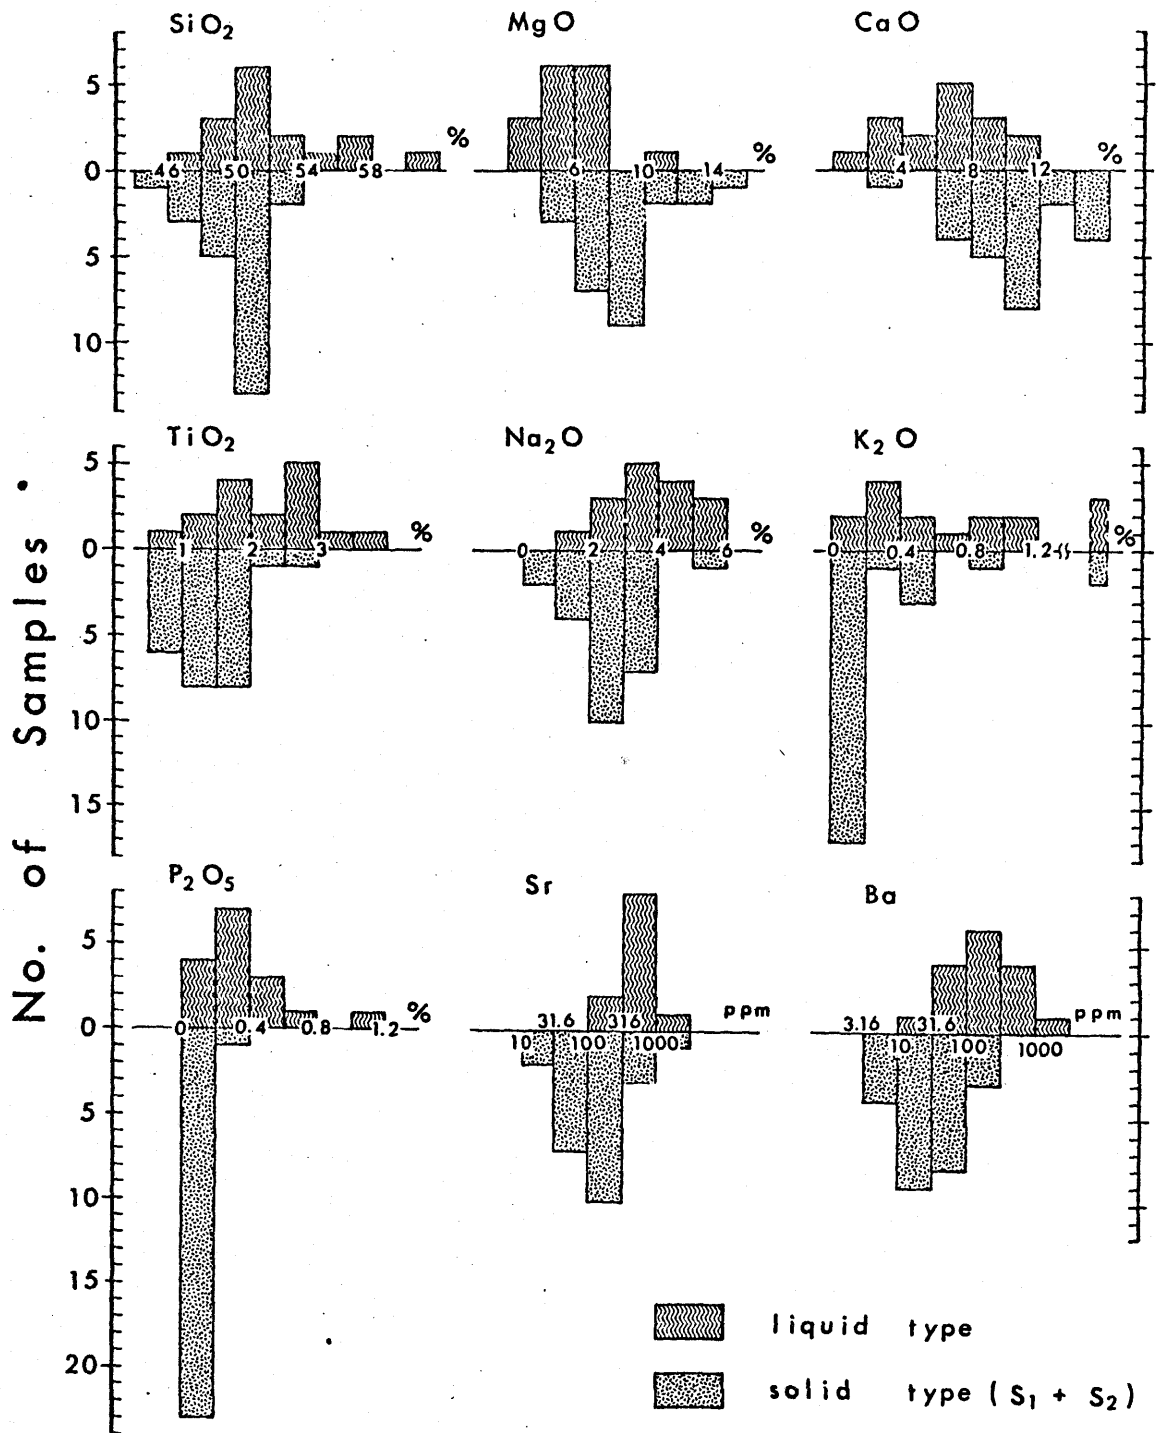 SiO₂ MgO CaO
5
0 46 50 54 58 % 6 10 14 % 4 8 12 %
5
10
TiO₂ Na₂O K₂O
5
0 1 2 3 % 0 2 4 6 % 0 0.4 0.8 1.2 %
5
10
15
No. of Samples
P₂O₅ Sr Ba
5
0 0 0.4 0.8 1.2 % 31.6 316 ppm 3.16 31.6 ppm
10 100 1000 10 100 1000
5
10
15
20
liquid type
solid type (S₁ + S₂)